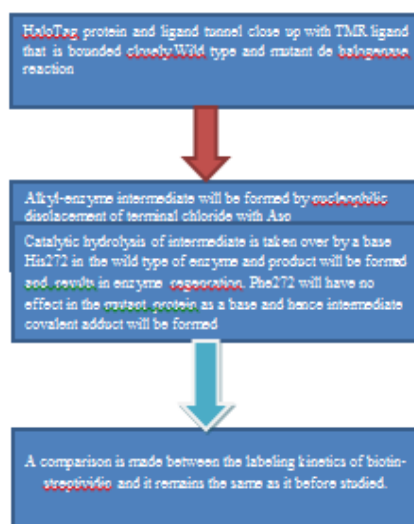 HaloTag protein and ligand tunnel close up with TMR ligand
that is bounded closely.Wild type and mutant de halogenase
reaction
Alkyl-enzyme intermediate will be formed by nucleophilic
displacement of terminal chloride with Asp
Catalytic hydrolysis of intermediate is taken over by a base
His272 in the wild type of enzyme and product will be formed
and results in enzyme regenration. Phe272 will have no
effect in the mutant protein as a base and hence intermediate
covalent adduct will be formed
A comparison is made between the labeling kinetics of biotin-
streptividin and it remains the same as it before studied.